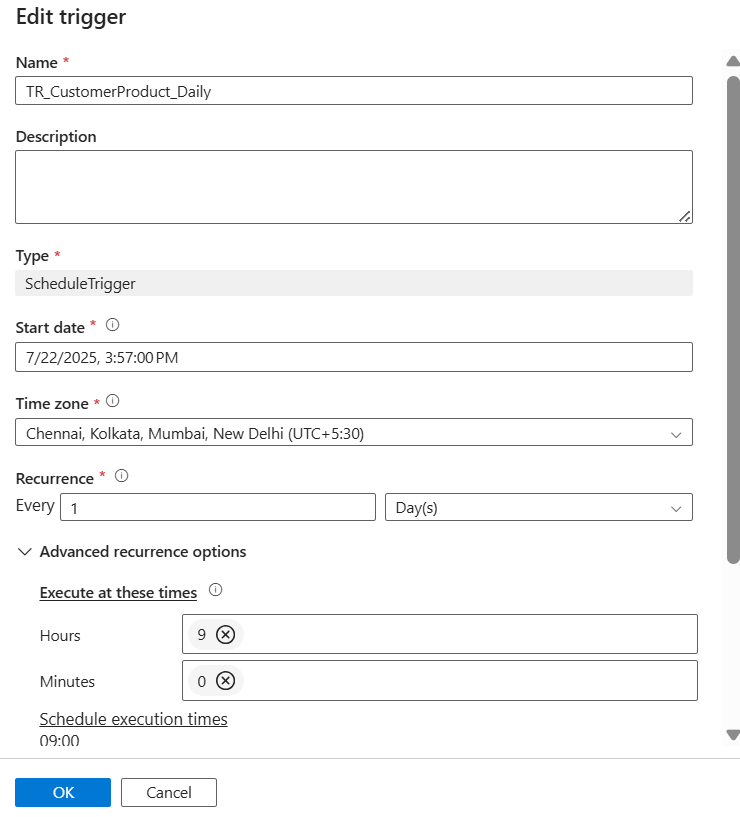 Edit trigger
Name *
TR_CustomerProduct_Daily
Description
Type *
ScheduleTrigger
Start date *
7/22/2025, 3:57:00 PM
Time zone *
Chennai, Kolkata, Mumbai, New Delhi (UTC+5:30)
Recurrence *
Every 1 Day(s)
Advanced recurrence options
Execute at these times
Hours 9
Minutes 0
Schedule execution times
09:00
OK Cancel